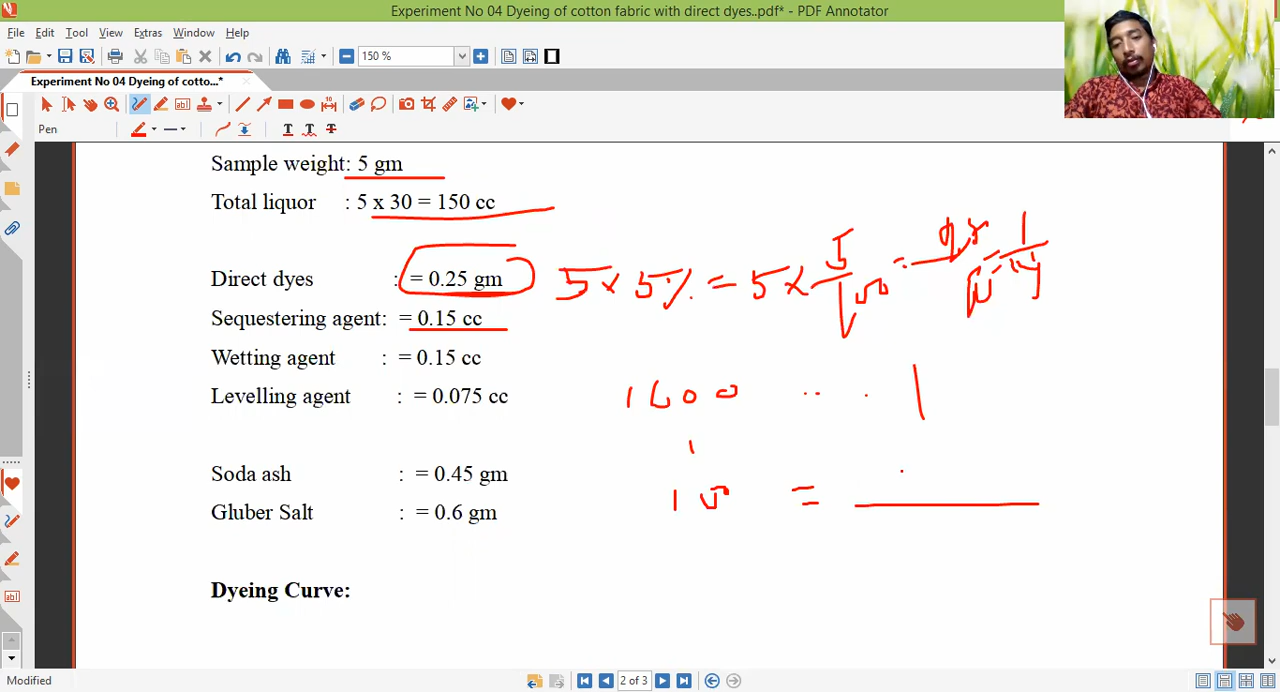 Experiment No 04 Dyeing of cotton fabric with direct dyes..pdf* - PDF Annotator
File Edit Tool View Extras Window Help
150 %
Experiment No 04 Dyeing of cotto...*
Pen
Sample weight: 5 gm
Total liquor : 5 x 30 = 150 cc
Direct dyes : = 0.25 gm
5 × 5% = 5 ×
Sequestering agent: = 0.15 cc
Wetting agent : = 0.15 cc
Levelling agent : = 0.075 cc
Soda ash : = 0.45 gm
Gluber Salt : = 0.6 gm
Dyeing Curve:
Modified
2 of 3